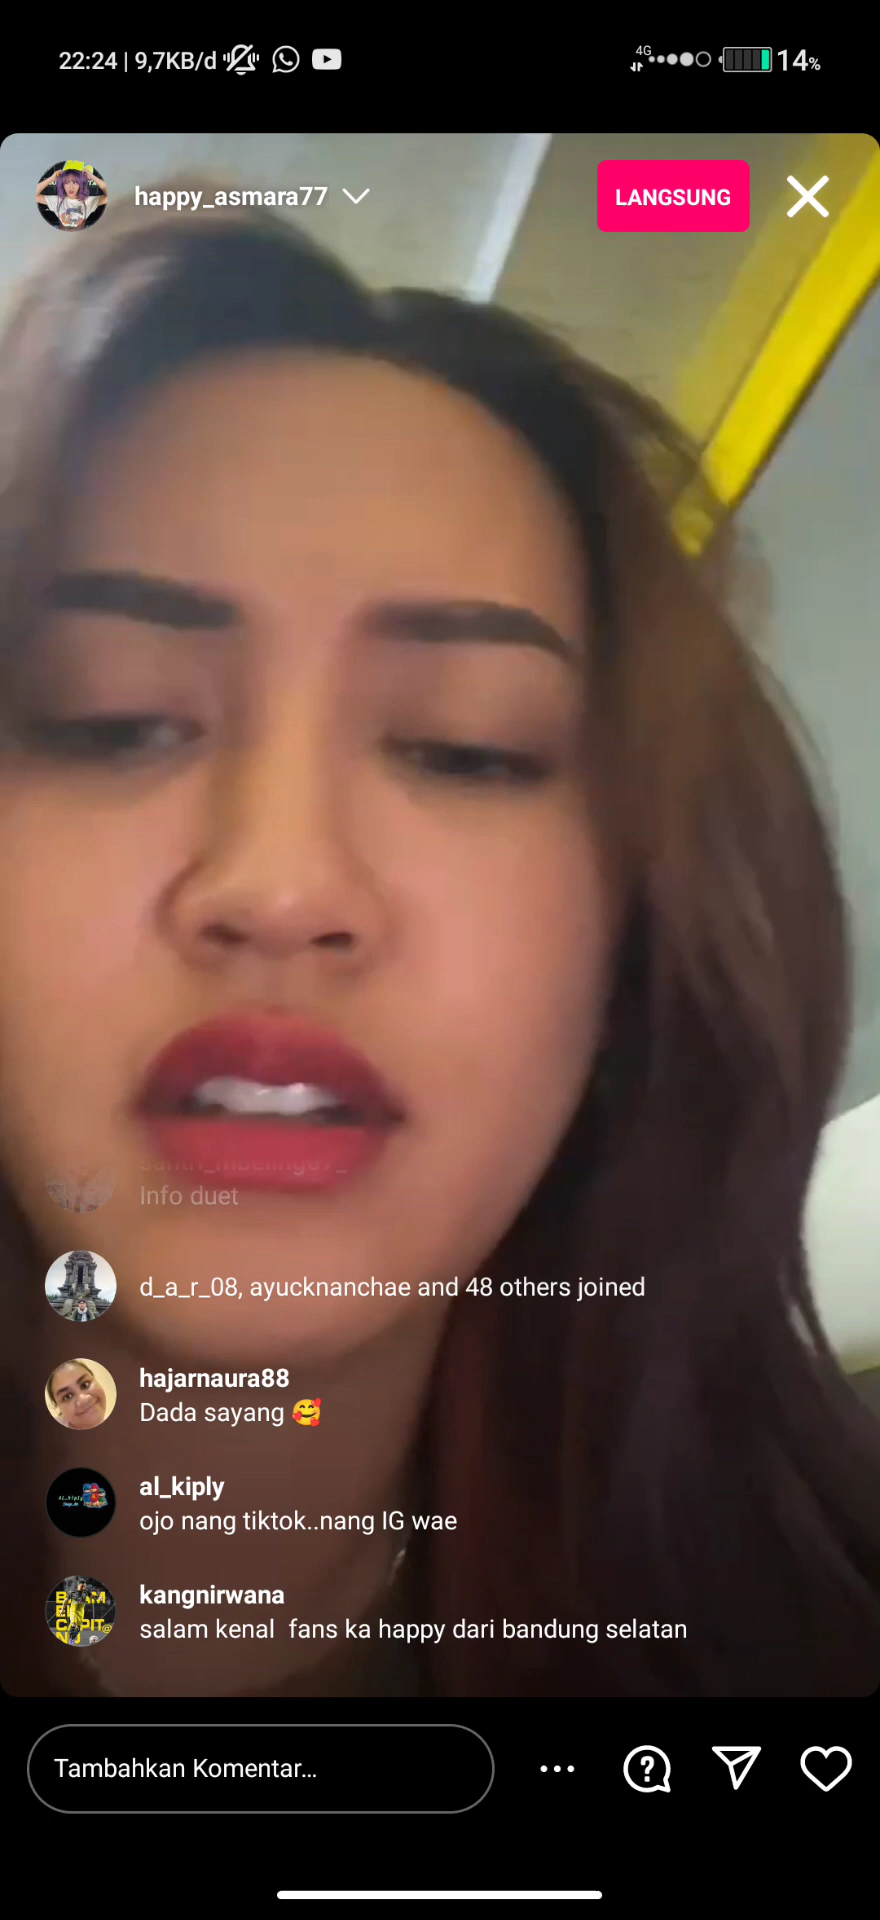 22:24 | 9,7KB/d
4G
14%
happy_asmara77
LANGSUNG
Info duet
d_a_r_08, ayucknanchae and 48 others joined
hajarnaura88
Dada sayang 🥰
al_kiply
ojo nang tiktok..nang IG wae
kangnirwana
salam kenal  fans ka happy dari bandung selatan
Tambahkan Komentar...